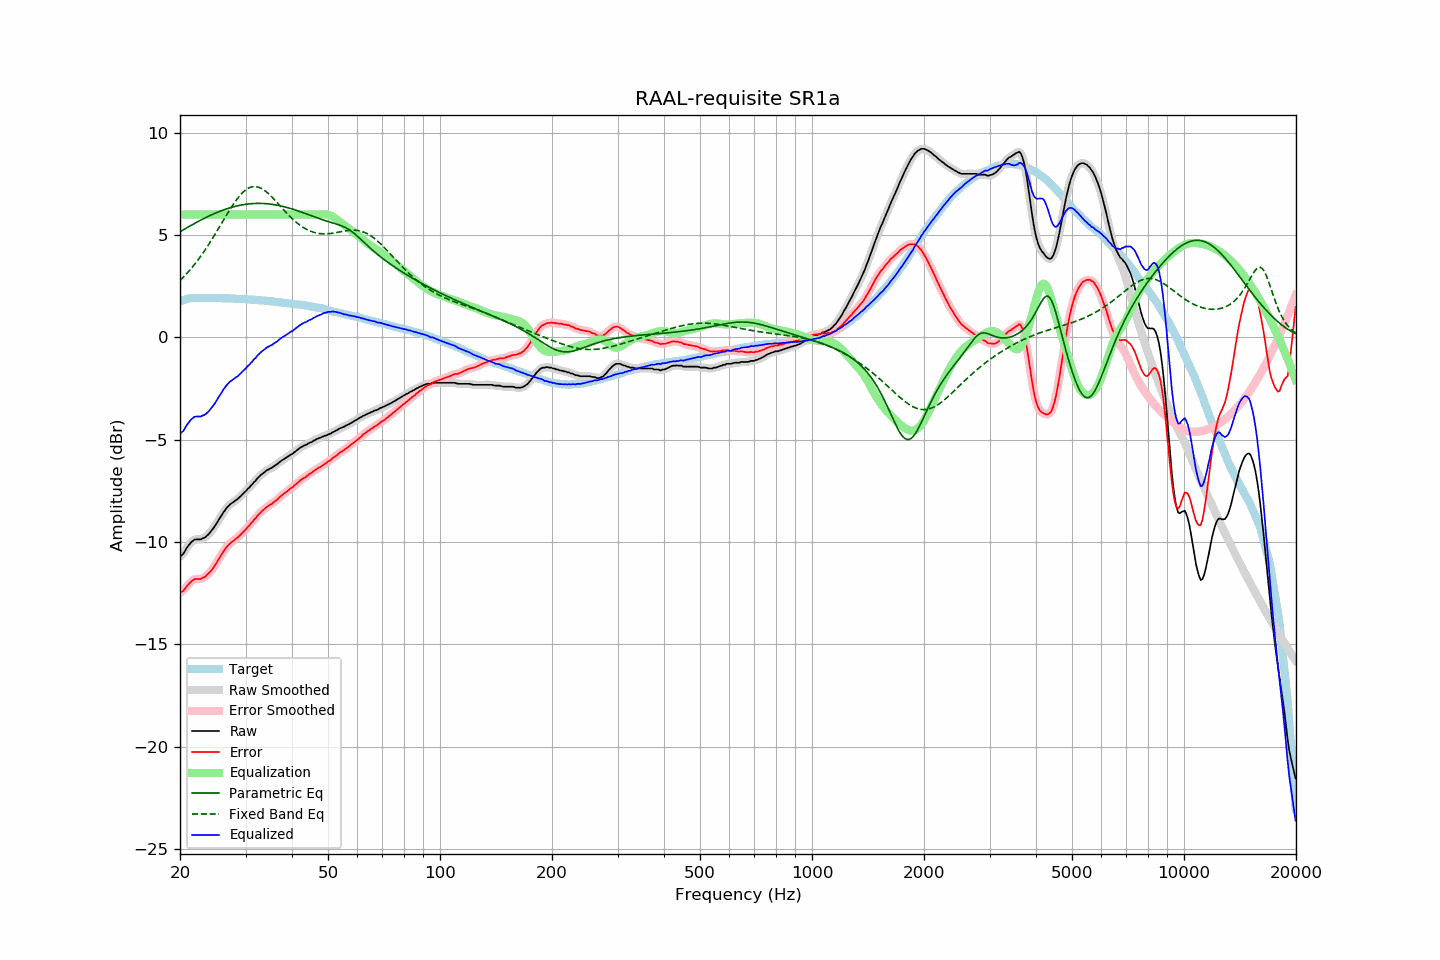 RAAL-requisite SR1a
Amplitude (dBr)
10
5
0
−5
−10
−15
−20
−25
Target
Raw Smoothed
Error Smoothed
Raw
Error
Equalization
Parametric Eq
Fixed Band Eq
Equalized
20 50 100 200 500 1000 2000 5000 10000 20000
Frequency (Hz)